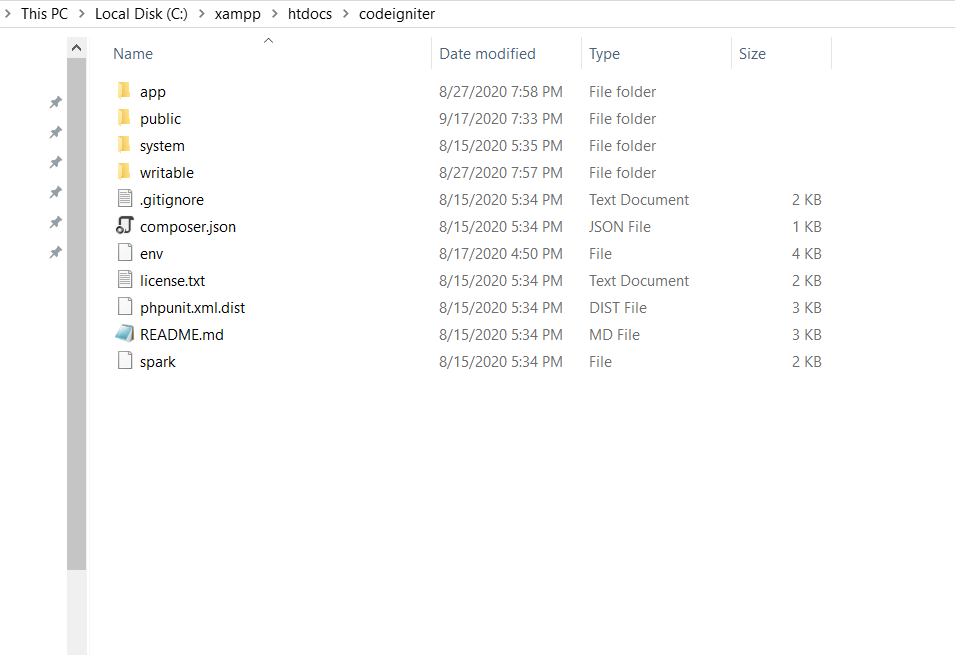 This PC > Local Disk (C:) > xampp > htdocs > codeigniter
Name Date modified Type Size
app 8/27/2020 7:58 PM File folder
public 9/17/2020 7:33 PM File folder
system 8/15/2020 5:35 PM File folder
writable 8/27/2020 7:57 PM File folder
.gitignore 8/15/2020 5:34 PM Text Document 2 KB
composer.json 8/15/2020 5:34 PM JSON File 1 KB
env 8/17/2020 4:50 PM File 4 KB
license.txt 8/15/2020 5:34 PM Text Document 2 KB
phpunit.xml.dist 8/15/2020 5:34 PM DIST File 3 KB
README.md 8/15/2020 5:34 PM MD File 3 KB
spark 8/15/2020 5:34 PM File 2 KB